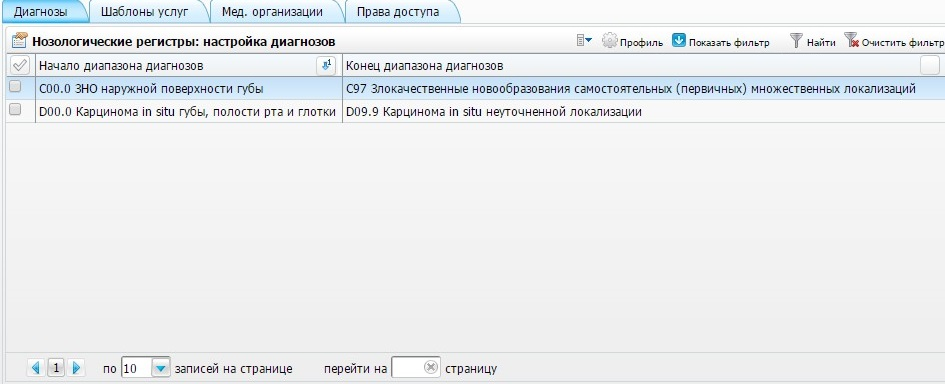 Диагнозы Шаблоны услуг Мед. организации Права доступа
Нозологические регистры: настройка диагнозов Профиль Показать фильтр Найти Очистить фильтр
Начало диапазона диагнозов 1 Конец диапазона диагнозов
C00.0 ЗНО наружной поверхности губы C97 Злокачественные новообразования самостоятельных (первичных) множественных локализаций
D00.0 Карцинома in situ губы, полости рта и глотки D09.9 Карцинома in situ неуточненной локализации
1 по 10 записей на странице перейти на страницу